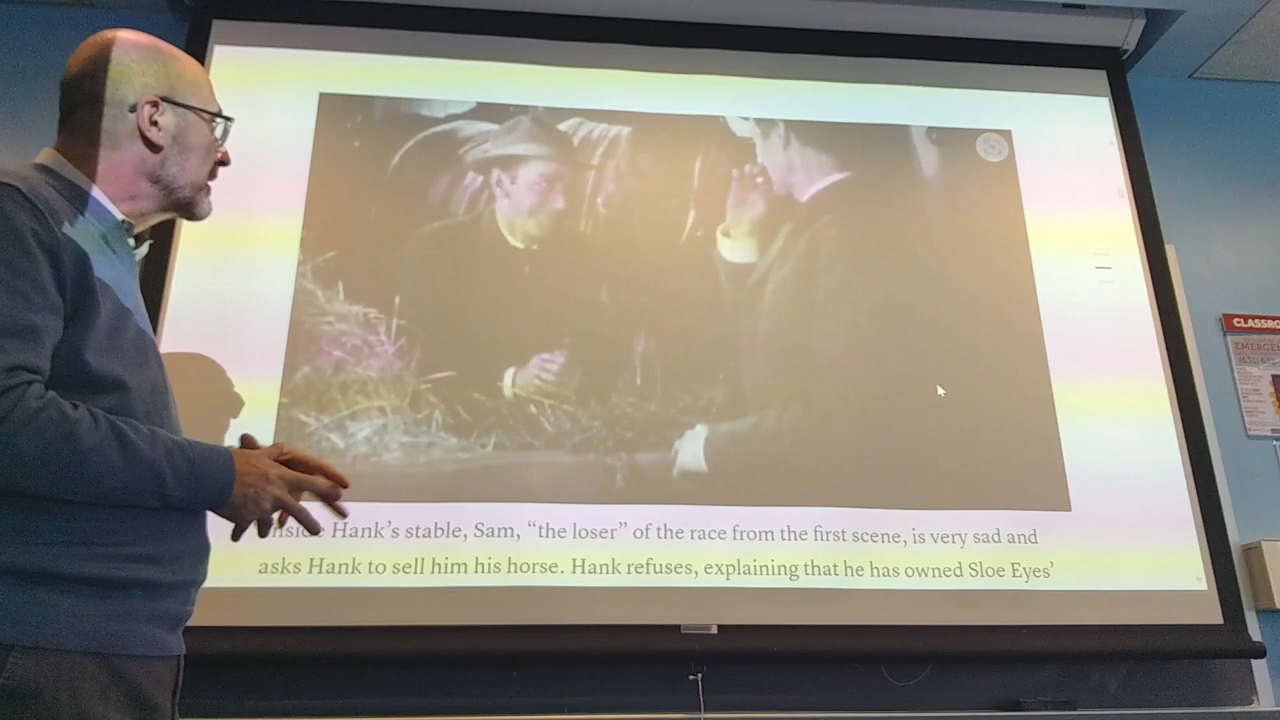 Inside Hank's stable, Sam, “the loser” of the race from the first scene, is very sad and
asks Hank to sell him his horse. Hank refuses, explaining that he has owned Sloe Eyes’